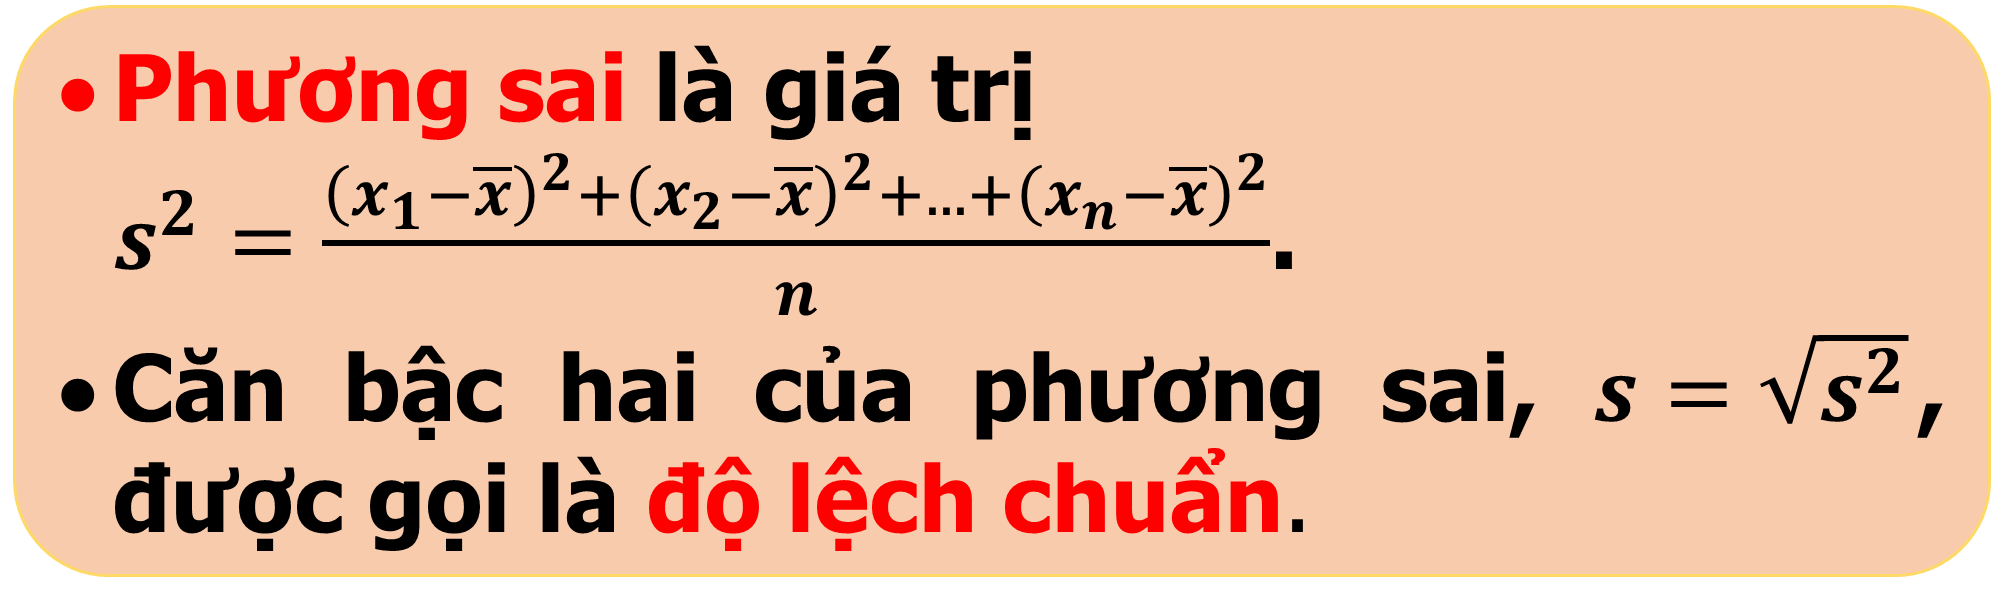 • Phương sai là giá trị
s² = \frac{(x₁−x̄)²+(x₂−x̄)²+...+(xₙ−x̄)²}{n}.
• Căn bậc hai của phương sai, s = √s²,
được gọi là độ lệch chuẩn.